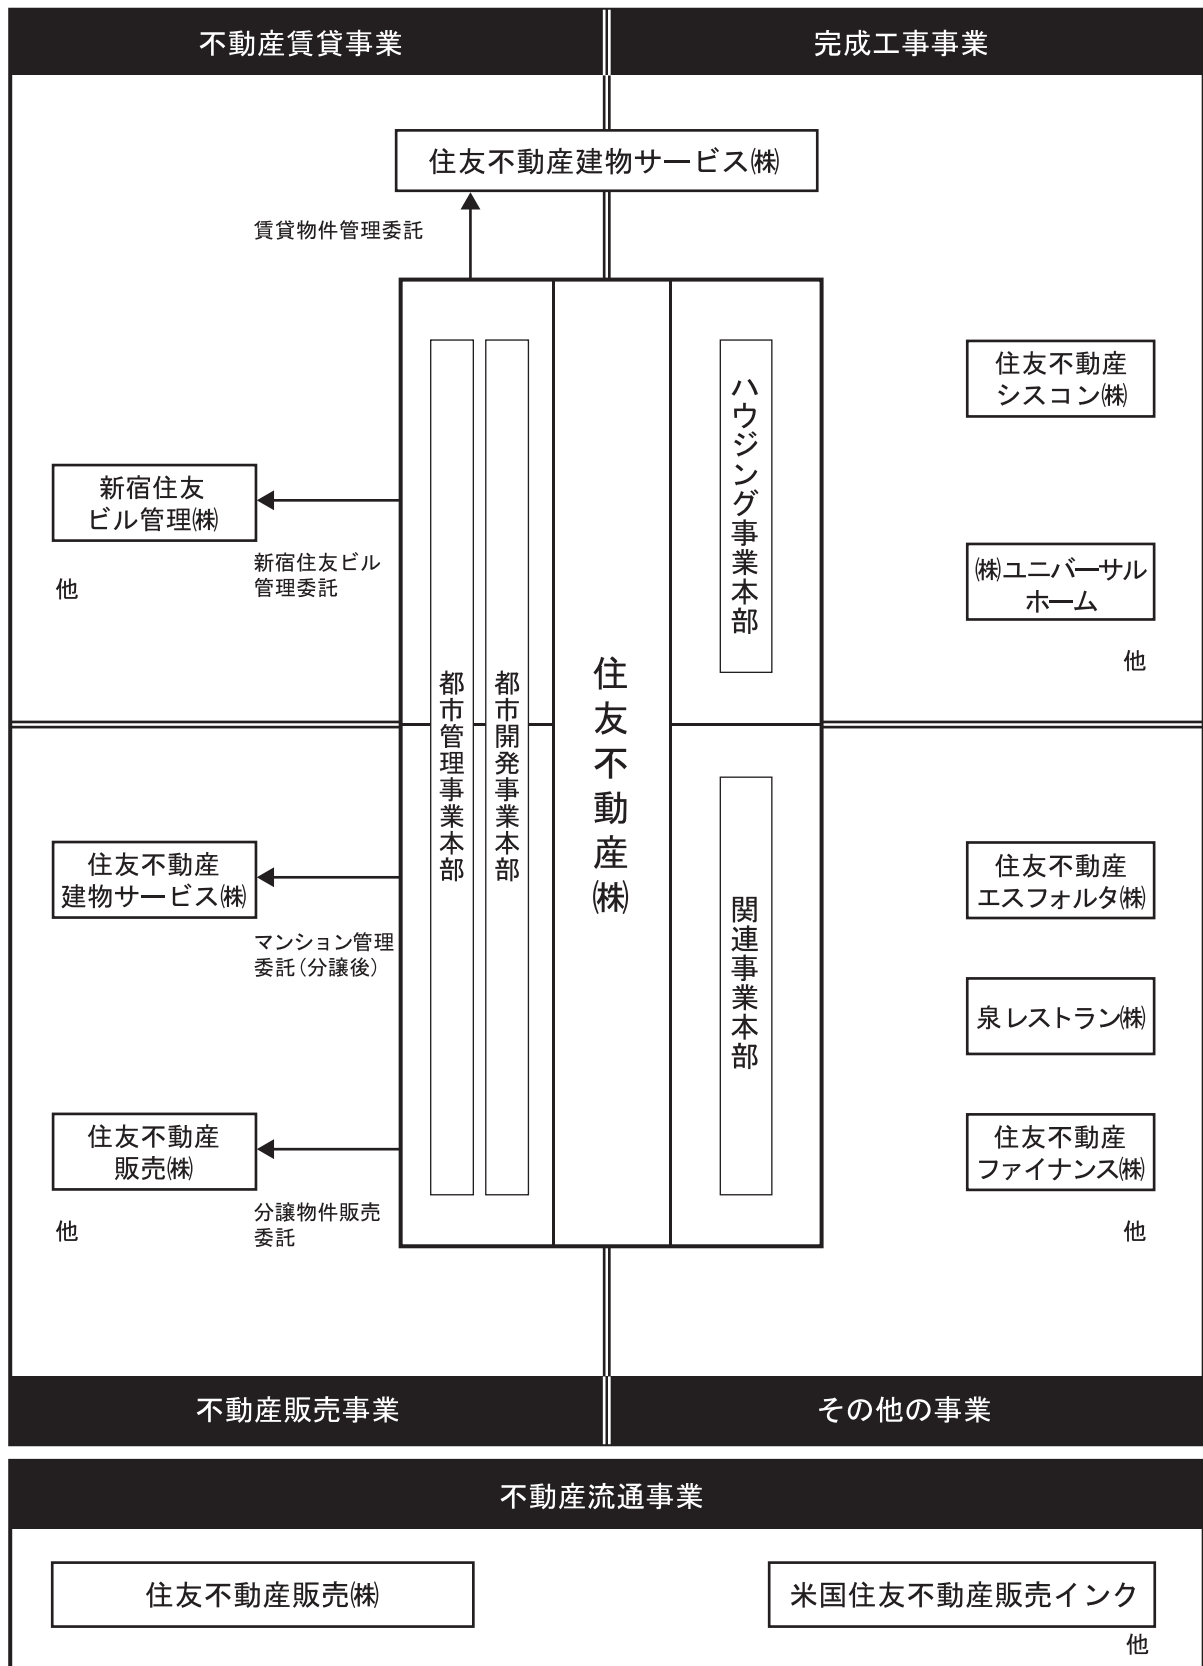 不動産賃貸事業
完成工事事業
住友不動産建物サービス㈱
賃貸物件管理委託
新宿住友
ビル管理㈱
新宿住友ビル
管理委託
他
都市管理事業本部
都市開発事業本部
住友不動産㈱
ハウジング事業本部
関連事業本部
住友不動産
シスコン㈱
㈱ユニバーサル
ホーム
他
住友不動産
建物サービス㈱
マンション管理
委託（分譲後）
住友不動産
販売㈱
分譲物件販売
委託
他
住友不動産
エスフォルタ㈱
泉レストラン㈱
住友不動産
ファイナンス㈱
他
不動産販売事業
その他の事業
不動産流通事業
住友不動産販売㈱
米国住友不動産販売インク
他